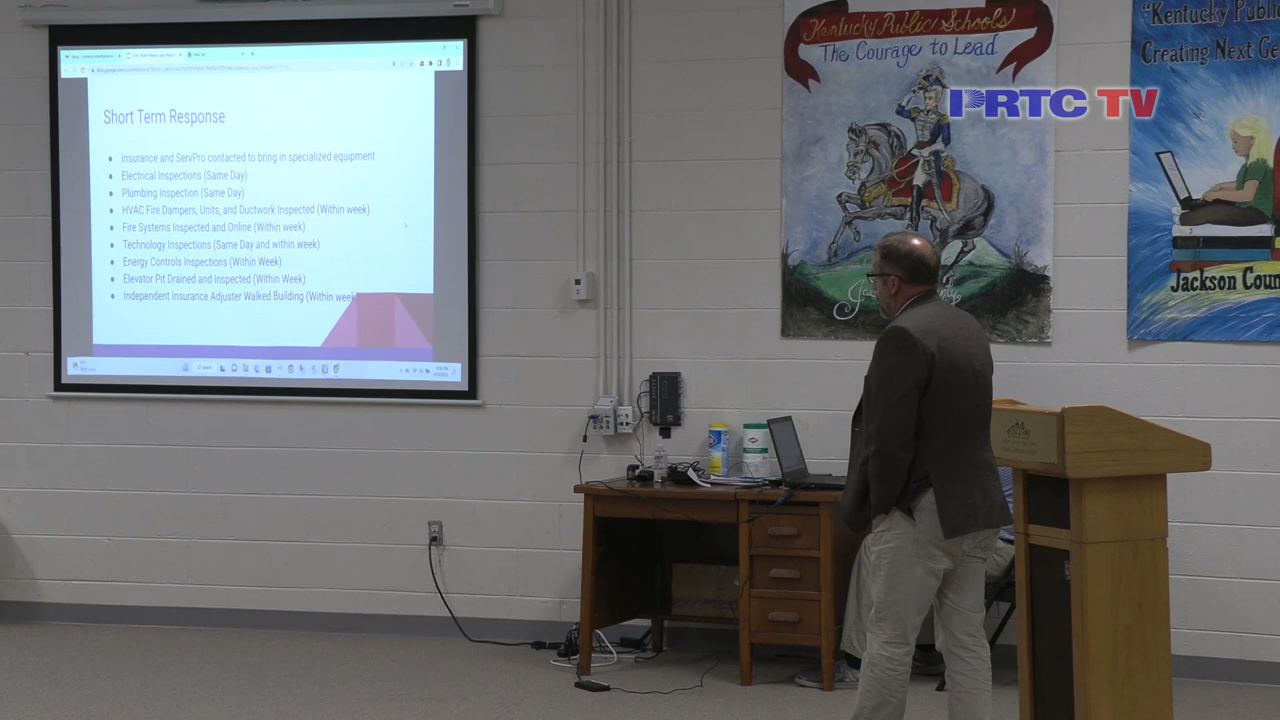 Short Term Response
Insurance and ServPro contacted to bring in specialized equipment
Electrical Inspections (Same Day)
Plumbing Inspection (Same Day)
HVAC Fire Dampers, Units, and Ductwork Inspected (Within week)
Fire Systems Inspected and Online (Within week)
Technology Inspections (Same Day and within week)
Energy Controls Inspections (Within Week)
Elevator Pit Drained and Inspected (Within Week)
Independent Insurance Adjuster Walked Building (Within week
Kentucky Public Schools
The Courage to Lead
PRTC TV
"Kentucky Publi
Creating Next Ge
Jackson Coun